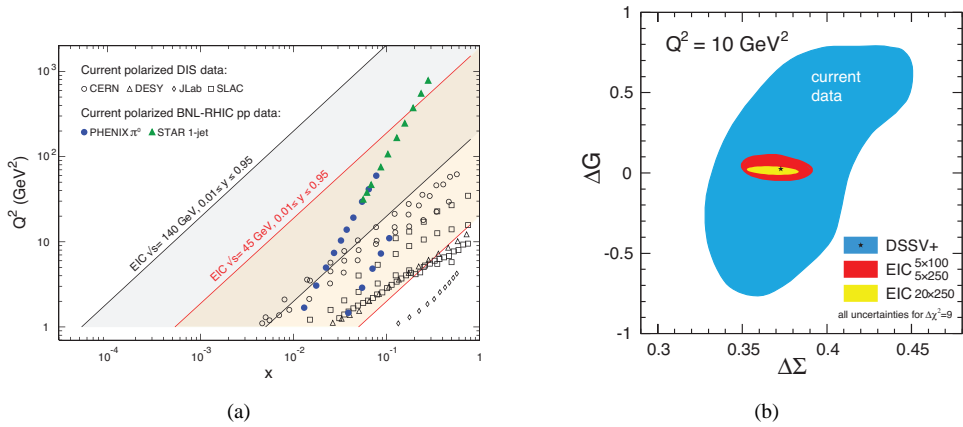 Current polarized DIS data:
○ CERN △ DESY ◊ JLab □ SLAC
Current polarized BNL-RHIC pp data:
● PHENIX π⁰ ▲ STAR 1-jet
EIC √s= 140 GeV, 0.01≤ y ≤ 0.95
EIC √s= 45 GeV, 0.01≤ y ≤ 0.95
Q² (GeV²)
10³
10²
10
1
10⁻⁴ 10⁻³ 10⁻² 10⁻¹ 1
x
(a)
Q² = 10 GeV²
current
data
ΔG
1
0.5
0
-0.5
-1
DSSV+
EIC 5×100
5×250
EIC 20×250
all uncertainties for Δχ²=9
0.3 0.35 0.4 0.45
ΔΣ
(b)